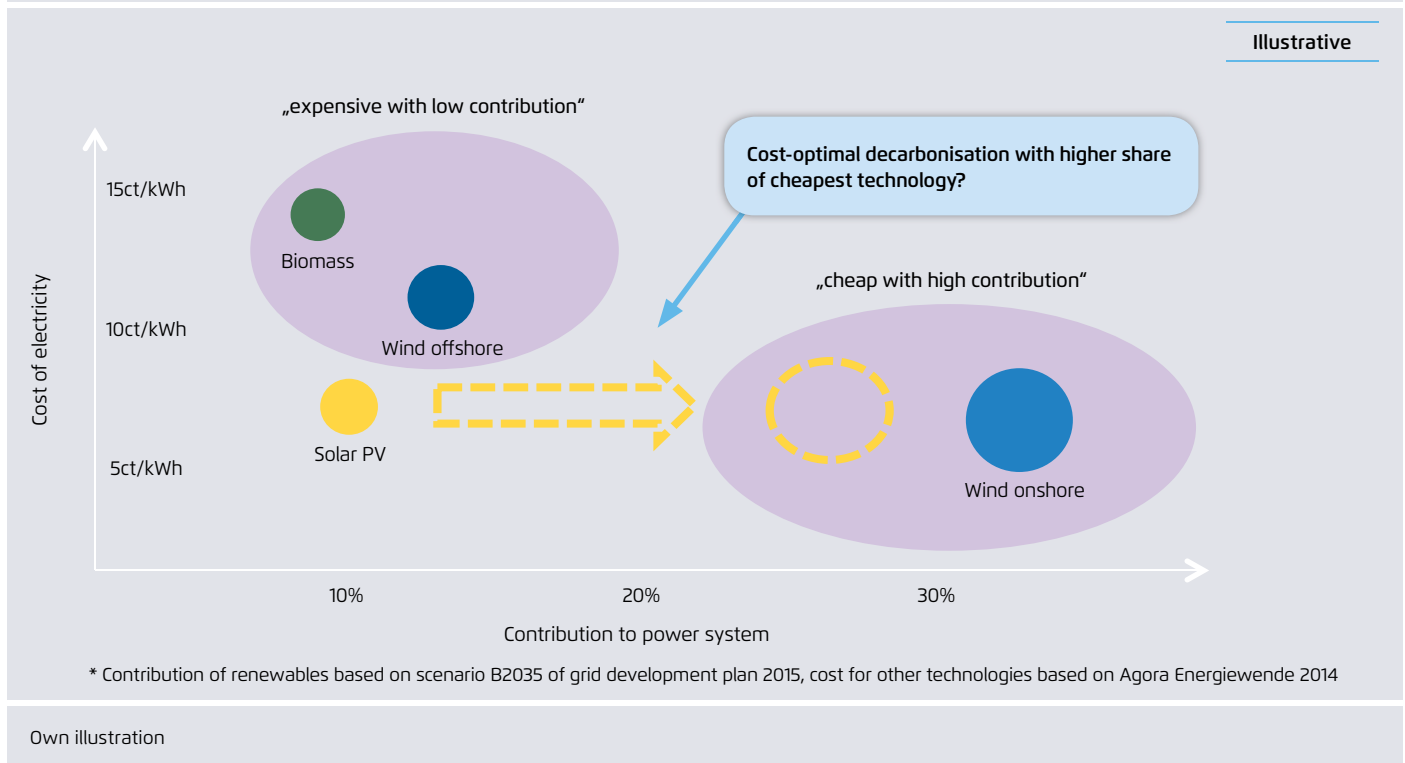 Illustrative
„expensive with low contribution“
Cost-optimal decarbonisation with higher share
of cheapest technology?
15ct/kWh
Biomass
„cheap with high contribution“
Cost of electricity
10ct/kWh
Wind offshore
Solar PV
5ct/kWh
Wind onshore
10%
20%
30%
Contribution to power system
* Contribution of renewables based on scenario B2035 of grid development plan 2015, cost for other technologies based on Agora Energiewende 2014
Own illustration